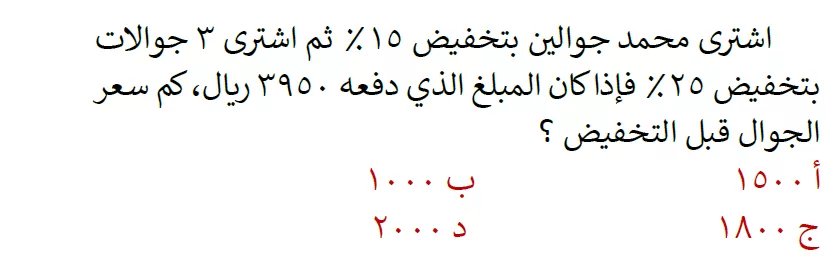 اشترى محمد جوالين بتخفيض ١٥٪ ثم اشترى ٣ جوالات
بتخفيض ٢٥٪ فإذا كان المبلغ الذي دفعه ٣٩٥٠ ريال، كم سعر
الجوال قبل التخفيض ؟
أ ١٥٠٠ ب ١٠٠٠
ج ١٨٠٠ د ٢٠٠٠